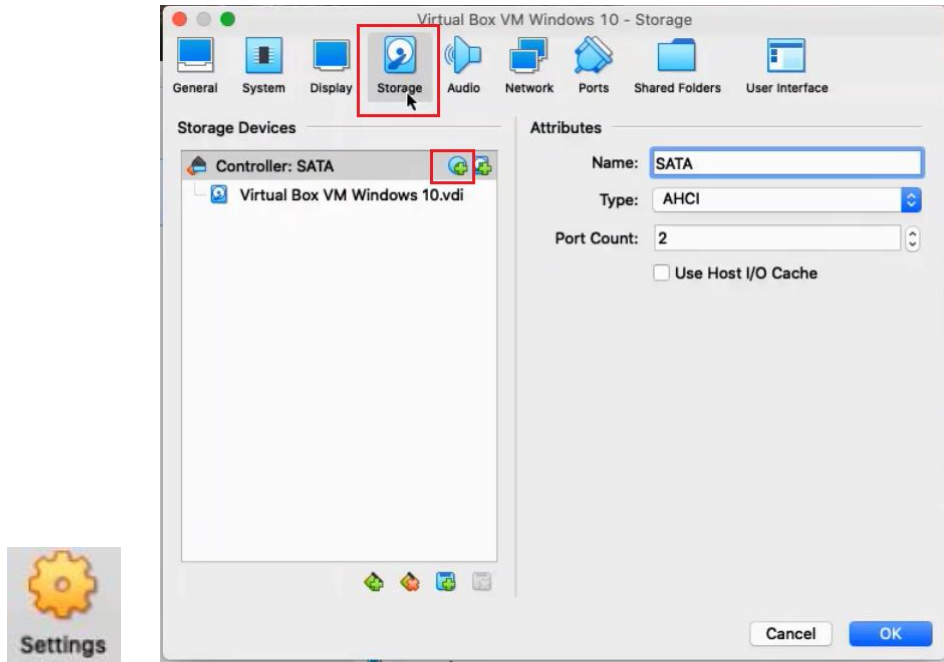 Virtual Box VM Windows 10 - Storage
General System Display Storage Audio Network Ports Shared Folders User Interface
Storage Devices
Controller: SATA
Virtual Box VM Windows 10.vdi
Attributes
Name: SATA
Type: AHCI
Port Count: 2
Use Host I/O Cache
Cancel OK
Settings